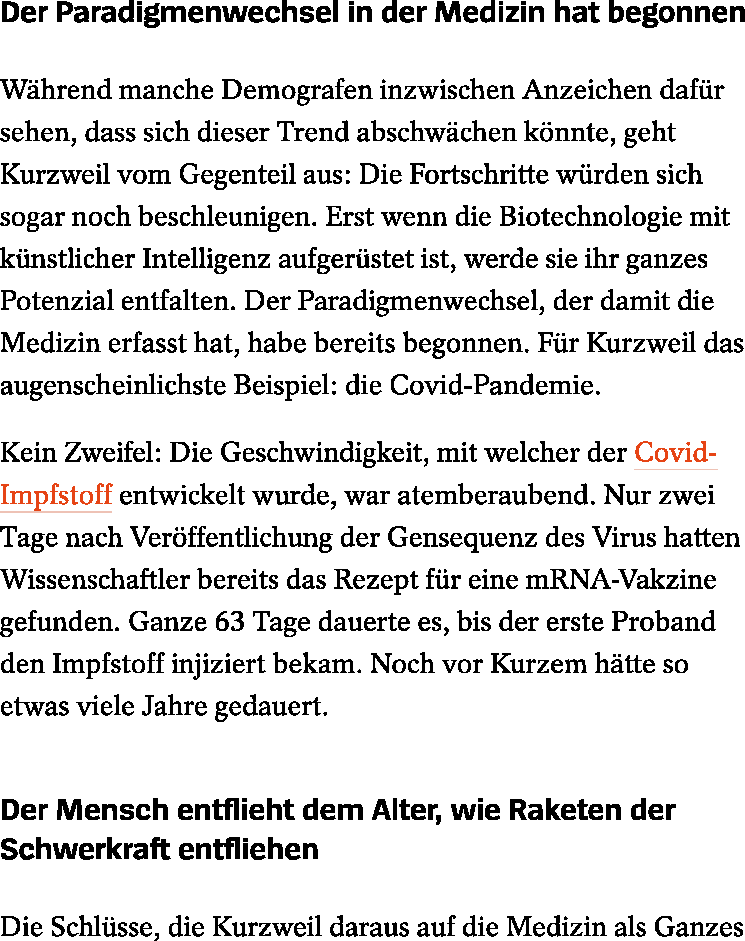 Der Paradigmenwechsel in der Medizin hat begonnen
Während manche Demografen inzwischen Anzeichen dafür
sehen, dass sich dieser Trend abschwächen könnte, geht
Kurzweil vom Gegenteil aus: Die Fortschritte würden sich
sogar noch beschleunigen. Erst wenn die Biotechnologie mit
künstlicher Intelligenz aufgerüstet ist, werde sie ihr ganzes
Potenzial entfalten. Der Paradigmenwechsel, der damit die
Medizin erfasst hat, habe bereits begonnen. Für Kurzweil das
augenscheinlichste Beispiel: die Covid-Pandemie.
Kein Zweifel: Die Geschwindigkeit, mit welcher der Covid-
Impfstoff entwickelt wurde, war atemberaubend. Nur zwei
Tage nach Veröffentlichung der Gensequenz des Virus hatten
Wissenschaftler bereits das Rezept für eine mRNA-Vakzine
gefunden. Ganze 63 Tage dauerte es, bis der erste Proband
den Impfstoff injiziert bekam. Noch vor Kurzem hätte so
etwas viele Jahre gedauert.
Der Mensch entflieht dem Alter, wie Raketen der
Schwerkraft entfliehen
Die Schlüsse, die Kurzweil daraus auf die Medizin als Ganzes